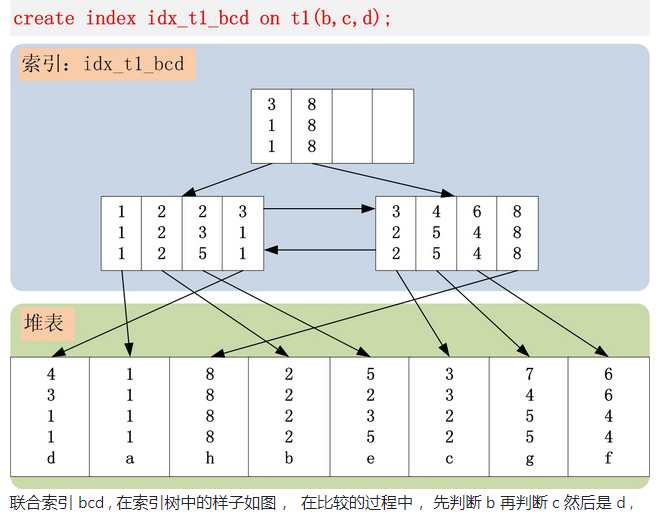 create index idx_t1_bcd on t1(b,c,d);
索引：idx_t1_bcd
3 8
1 8
1 8
1 2 2 3 3 4 6 8
1 2 3 1 2 5 4 8
1 2 5 1 2 5 4 8
堆表
4 1 8 2 5 3 7 6
3 1 8 2 2 3 4 6
1 1 8 2 3 2 5 4
1 1 8 2 5 2 5 4
d a h b e c g f
联合索引 bcd , 在索引树中的样子如图 ， 在比较的过程中 ，先判断 b 再判断 c 然后是 d ,